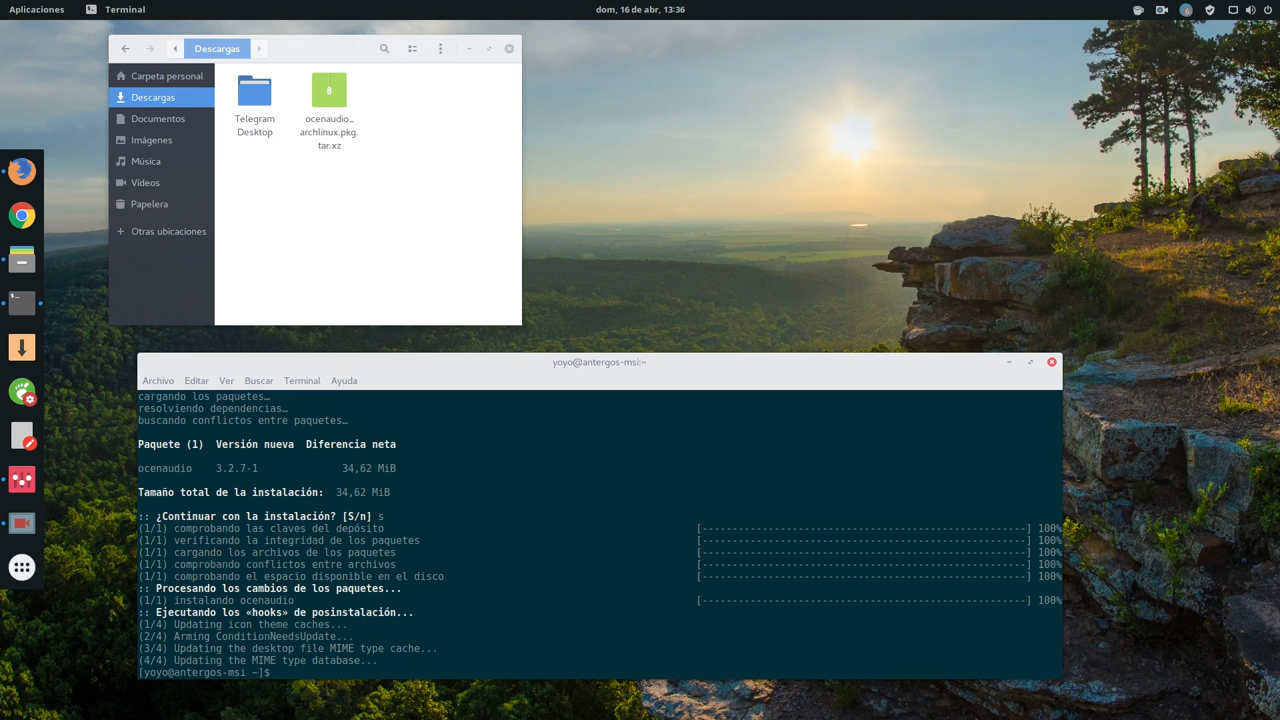 Aplicaciones Terminal dom, 16 de abr, 13:36
Descargas
Carpeta personal
Descargas
Documentos
Imágenes
Música
Vídeos
Papelera
Otras ubicaciones
Telegram
Desktop
ocenaudio_
archlinux.pkg.
tar.xz
yoyo@antergos-msi:~
Archivo Editar Ver Buscar Terminal Ayuda
cargando los paquetes…
resolviendo dependencias…
buscando conflictos entre paquetes…
Paquete (1) Versión nueva Diferencia neta
ocenaudio 3.2.7-1 34,62 MiB
Tamaño total de la instalación: 34,62 MiB
:: ¿Continuar con la instalación? [S/n] s
(1/1) comprobando las claves del depósito [------------------------------------------------------] 100%
(1/1) verificando la integridad de los paquetes [------------------------------------------------------] 100%
(1/1) cargando los archivos de los paquetes [------------------------------------------------------] 100%
(1/1) comprobando conflictos entre archivos [------------------------------------------------------] 100%
(1/1) comprobando el espacio disponible en el disco [------------------------------------------------------] 100%
:: Procesando los cambios de los paquetes...
(1/1) instalando ocenaudio [------------------------------------------------------] 100%
:: Ejecutando los «hooks» de posinstalación...
(1/4) Updating icon theme caches...
(2/4) Arming ConditionNeedsUpdate...
(3/4) Updating the desktop file MIME type cache...
(4/4) Updating the MIME type database...
[yoyo@antergos-msi ~]$